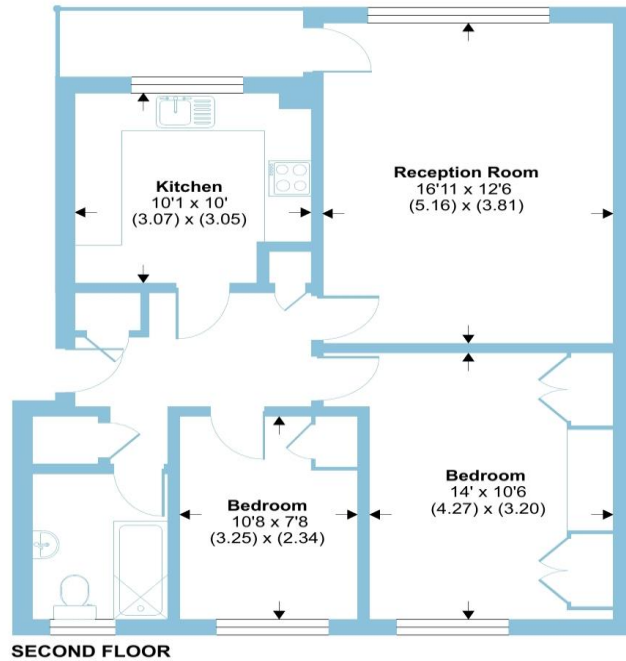 Kitchen
10'1 x 10'
(3.07) x (3.05)
Reception Room
16'11 x 12'6
(5.16) x (3.81)
Bedroom
10'8 x 7'8
(3.25) x (2.34)
Bedroom
14' x 10'6
(4.27) x (3.20)
SECOND FLOOR